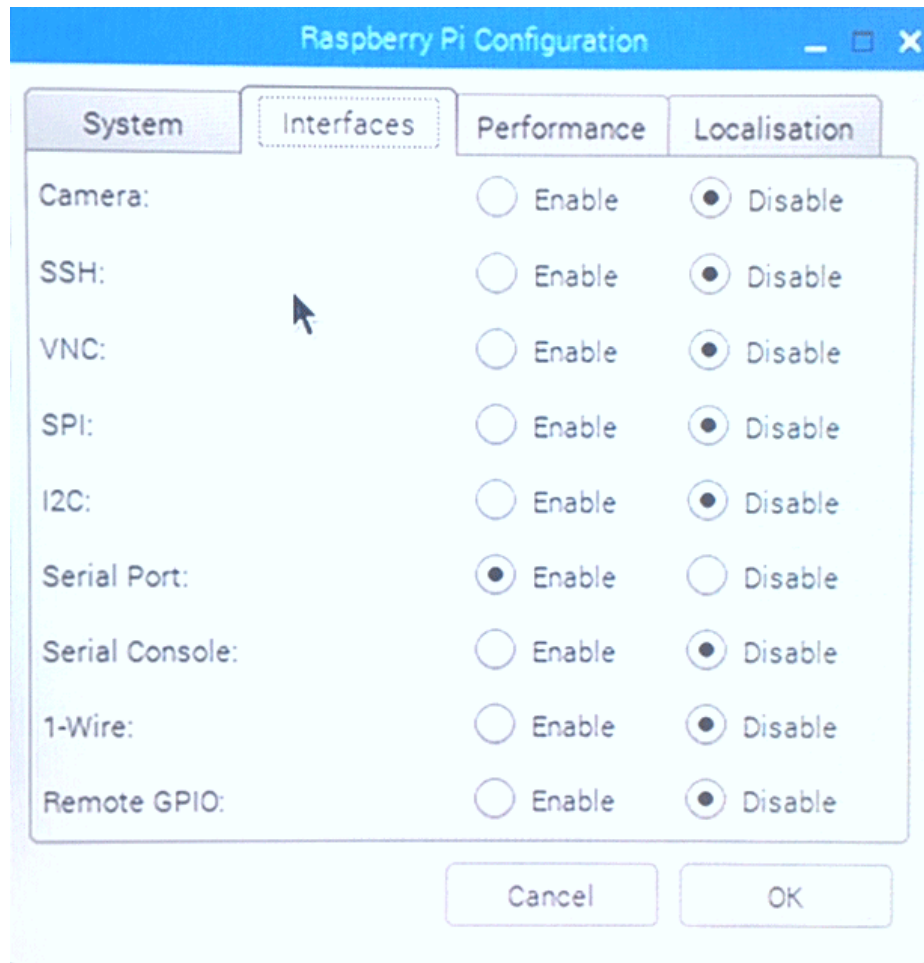 Raspberry Pi Configuration
System Interfaces Performance Localisation
Camera: Enable Disable
SSH: Enable Disable
VNC: Enable Disable
SPI: Enable Disable
I2C: Enable Disable
Serial Port: Enable Disable
Serial Console: Enable Disable
1-Wire: Enable Disable
Remote GPIO: Enable Disable
Cancel OK